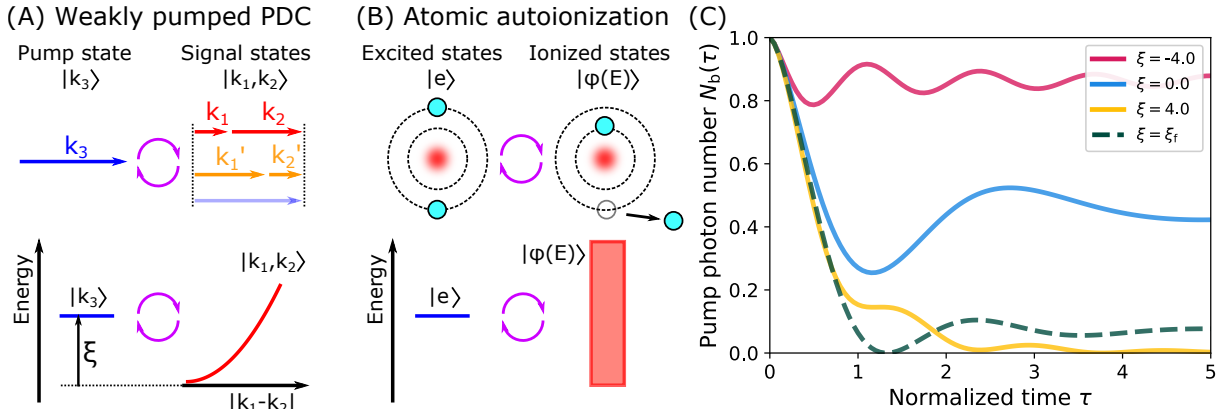 (A) Weakly pumped PDC
Pump state
Signal states
|k₃⟩
|k₁,k₂⟩
k₃
k₁
k₂
k₁'
k₂'
Energy
|k₃⟩
ξ
|k₁,k₂⟩
|k₁-k₂|
(B) Atomic autoionization
Excited states
Ionized states
|e⟩
|φ(E)⟩
Energy
|e⟩
|φ(E)⟩
(C)
Pump photon number N_b(τ)
1.0
0.8
0.6
0.4
0.2
0.0
ξ = -4.0
ξ = 0.0
ξ = 4.0
ξ = ξ_f
0
1
2
3
4
5
Normalized time τ